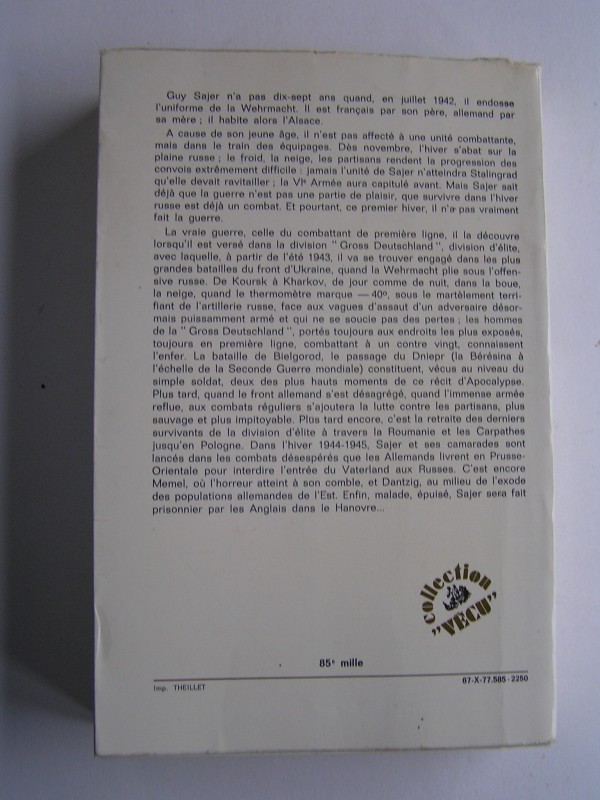 Guy Sajer n'a pas dix-sept ans quand, en juillet 1942, il endosse
l'uniforme de la Wehrmacht. Il est français par son père, allemand par
sa mère ; il habite alors l'Alsace.
A cause de son jeune âge, il n'est pas affecté à une unité combattante,
mais dans le train des équipages. Dès novembre, l'hiver s'abat sur la
plaine russe ; le froid, la neige, les partisans rendent la progression des
convois extrêmement difficile : jamais l'unité de Sajer n'atteindra Stalingrad
qu'elle devait ravitailler ; la VIe Armée aura capitulé avant. Mais Sajer sait
déjà que la guerre n'est pas une partie de plaisir, que survivre dans l'hiver
russe est déjà un combat. Et pourtant, ce premier hiver, il n'a pas vraiment
fait la guerre.
La vraie guerre, celle du combattant de première ligne, il la découvre
lorsqu'il est versé dans la division " Gross Deutschland ", division d'élite,
avec laquelle, à partir de l'été 1943, il va se trouver engagé dans les plus
grandes batailles du front d'Ukraine, quand la Wehrmacht plie sous l'offen-
sive russe. De Koursk à Kharkov, de jour comme de nuit, dans la boue,
la neige, quand le thermomètre marque — 40º, sous le martèlement terri-
fiant de l'artillerie russe, face aux vagues d'assaut d'un adversaire désor-
mais puissamment armé et qui ne se soucie pas des pertes ; les hommes
de la " Gross Deutschland ", portés toujours aux endroits les plus exposés,
toujours en première ligne, combattant à un contre vingt, connaissent
l'enfer. La bataille de Bielgorod, le passage du Dniepr (la Bérésina à
l'échelle de la Seconde Guerre mondiale) constituent, vécus au niveau du
simple soldat, deux des plus hauts moments de ce récit d'Apocalypse.
Plus tard, quand le front allemand s'est désagrégé, quand l'immense armée
reflue, aux combats réguliers s'ajoutera la lutte contre les partisans, plus
sauvage et plus impitoyable. Plus tard encore, c'est la retraite des derniers
survivants de la division d'élite à travers la Roumanie et les Carpathes
jusqu'en Pologne. Dans l'hiver 1944-1945, Sajer et ses camarades sont
lancés dans les combats désespérés que les Allemands livrent en Prusse-
Orientale pour interdire l'entrée du Vaterland aux Russes. C'est encore
Memel, où l'horreur atteint à son comble, et Dantzig, au milieu de l'exode
des populations allemandes de l'Est. Enfin, malade, épuisé, Sajer sera fait
prisonnier par les Anglais dans le Hanovre...
collection
"VECU"
85e mille
Imp. THEILLET
67-X-77.585-2250